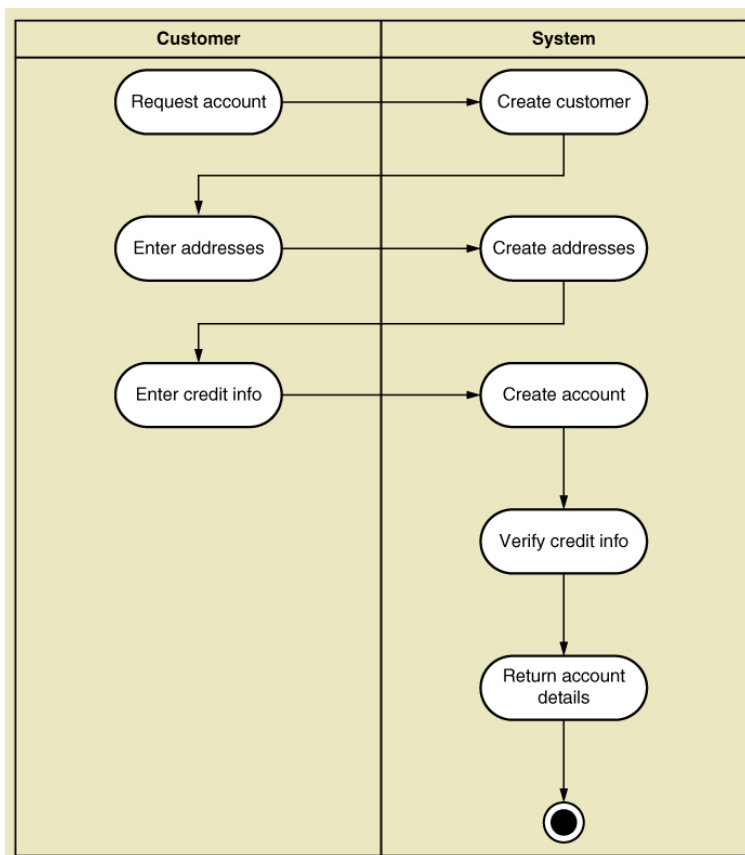 Customer
System
Request account
Create customer
Enter addresses
Create addresses
Enter credit info
Create account
Verify credit info
Return account
details